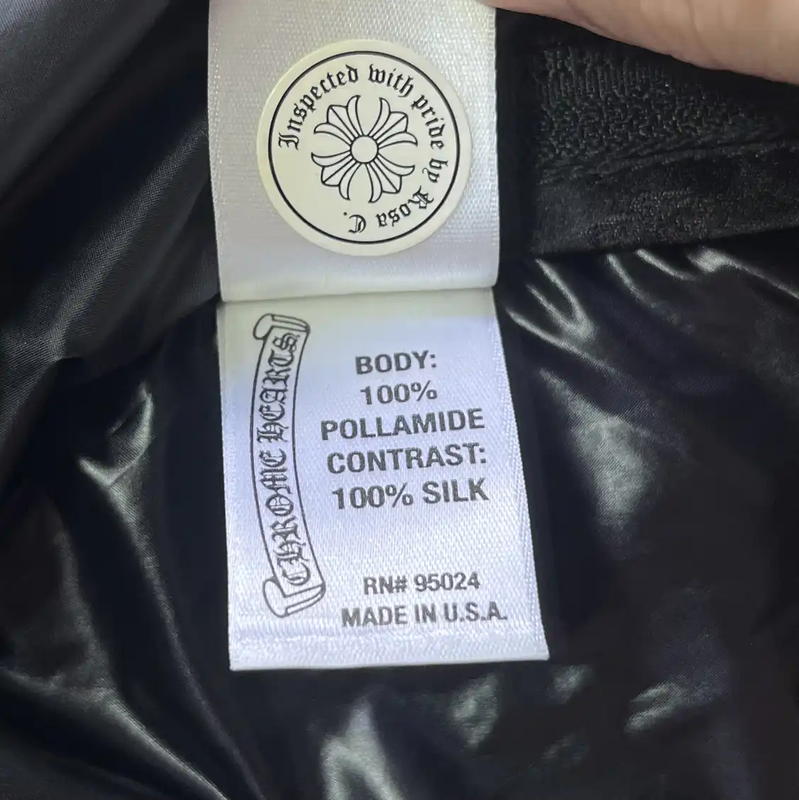 Inspected with pride by Rosa C.
CHROME HEARTS
BODY:
100%
POLLAMIDE
CONTRAST:
100% SILK
RN# 95024
MADE IN U.S.A.